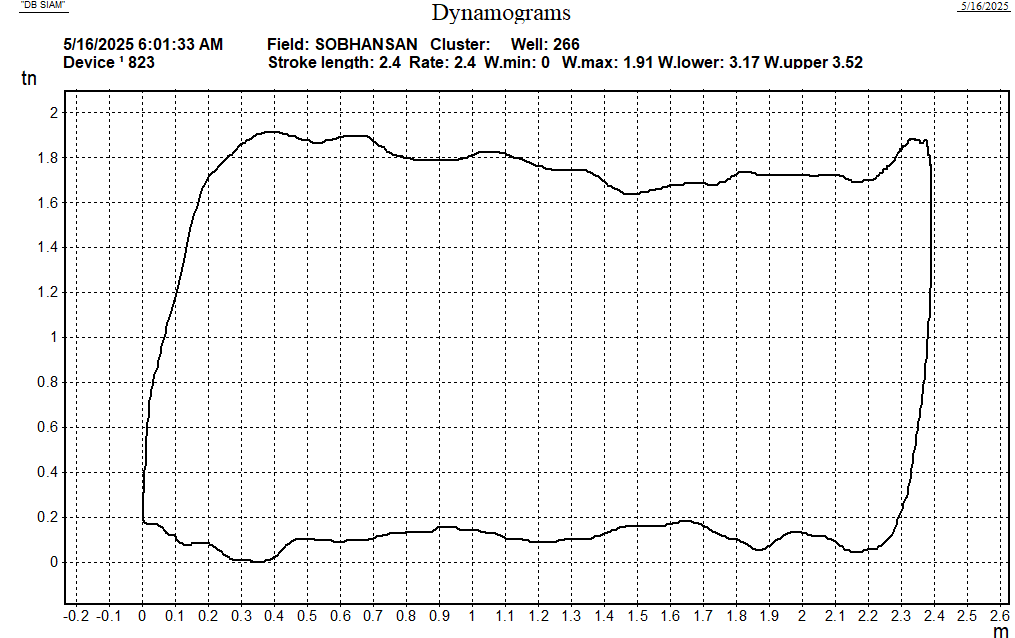 "DB SIAM"
5/16/2025
Dynamograms
5/16/2025 6:01:33 AM Field: SOBHANSAN Cluster: Well: 266
Device ¹ 823 Stroke length: 2.4 Rate: 2.4 W.min: 0 W.max: 1.91 W.lower: 3.17 W.upper 3.52
tn
2
1.8
1.6
1.4
1.2
1
0.8
0.6
0.4
0.2
0
-0.2 -0.1 0 0.1 0.2 0.3 0.4 0.5 0.6 0.7 0.8 0.9 1 1.1 1.2 1.3 1.4 1.5 1.6 1.7 1.8 1.9 2 2.1 2.2 2.3 2.4 2.5 2.6
m